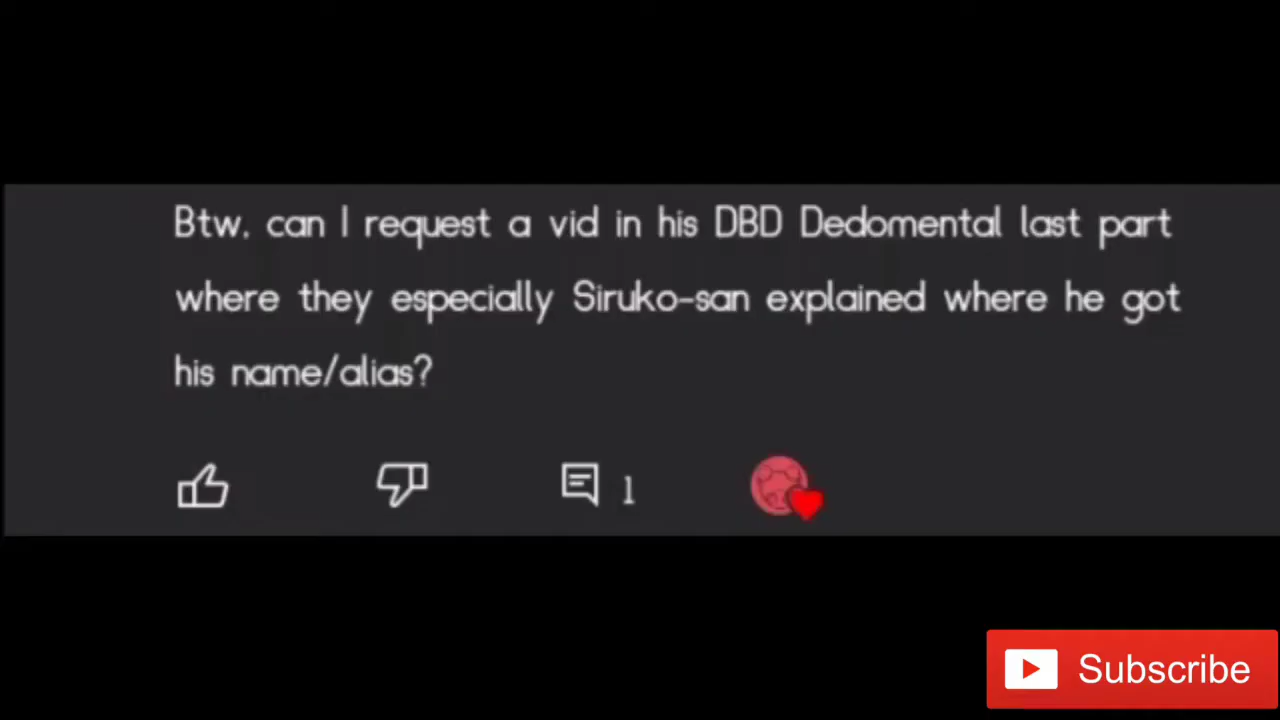 Btw, can I request a vid in his DBD Dedomental last part
where they especially Siruko-san explained where he got
his name/alias?
1
Subscribe